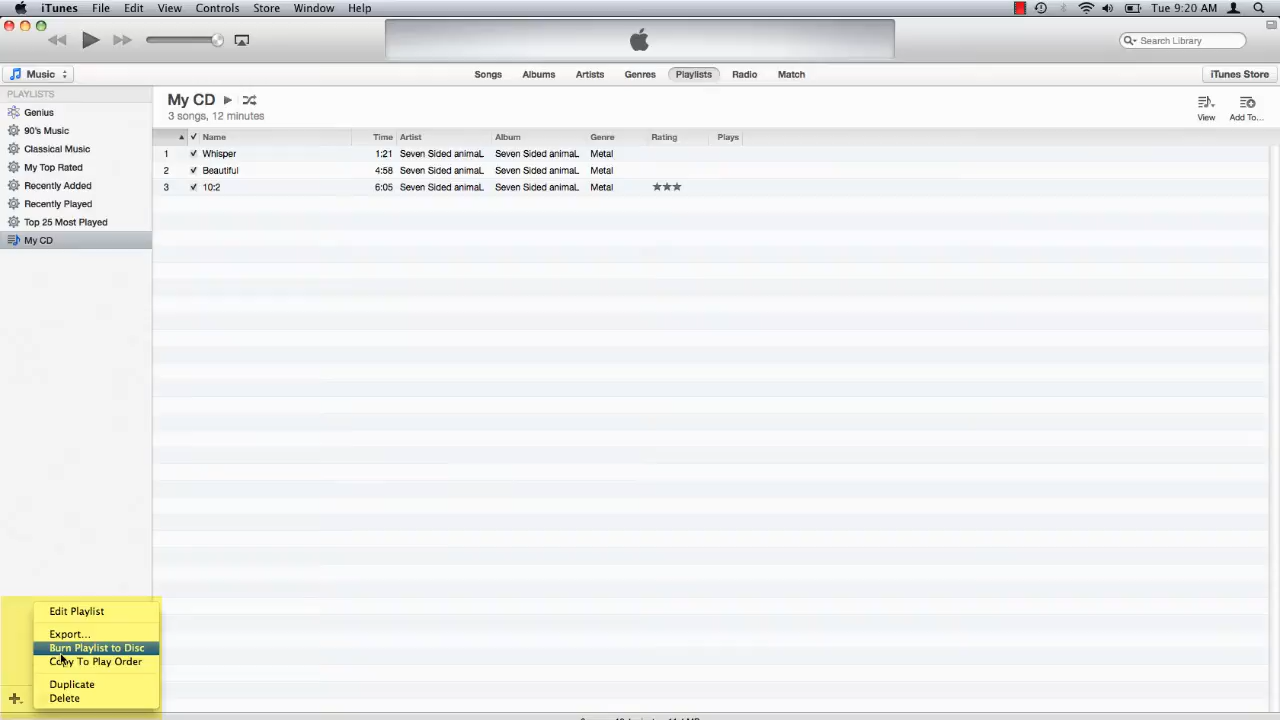 iTunes File Edit View Controls Store Window Help Tue 9:20 AM
Search Library
Music Songs Albums Artists Genres Playlists Radio Match iTunes Store
PLAYLISTS
Genius
90's Music
Classical Music
My Top Rated
Recently Added
Recently Played
Top 25 Most Played
My CD
My CD
3 songs, 12 minutes
View Add To...
✓ Name Time Artist Album Genre Rating Plays
1 ✓ Whisper 1:21 Seven Sided animaL Seven Sided animaL Metal
2 ✓ Beautiful 4:58 Seven Sided animaL Seven Sided animaL Metal
3 ✓ 10:2 6:05 Seven Sided animaL Seven Sided animaL Metal ★★★
Edit Playlist
Export...
Burn Playlist to Disc
Copy To Play Order
Duplicate
Delete